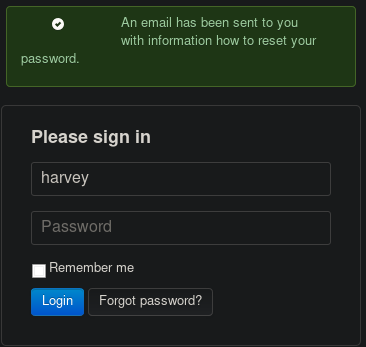 An email has been sent to you
with information how to reset your
password.
Please sign in
harvey
Password
Remember me
Login Forgot password?